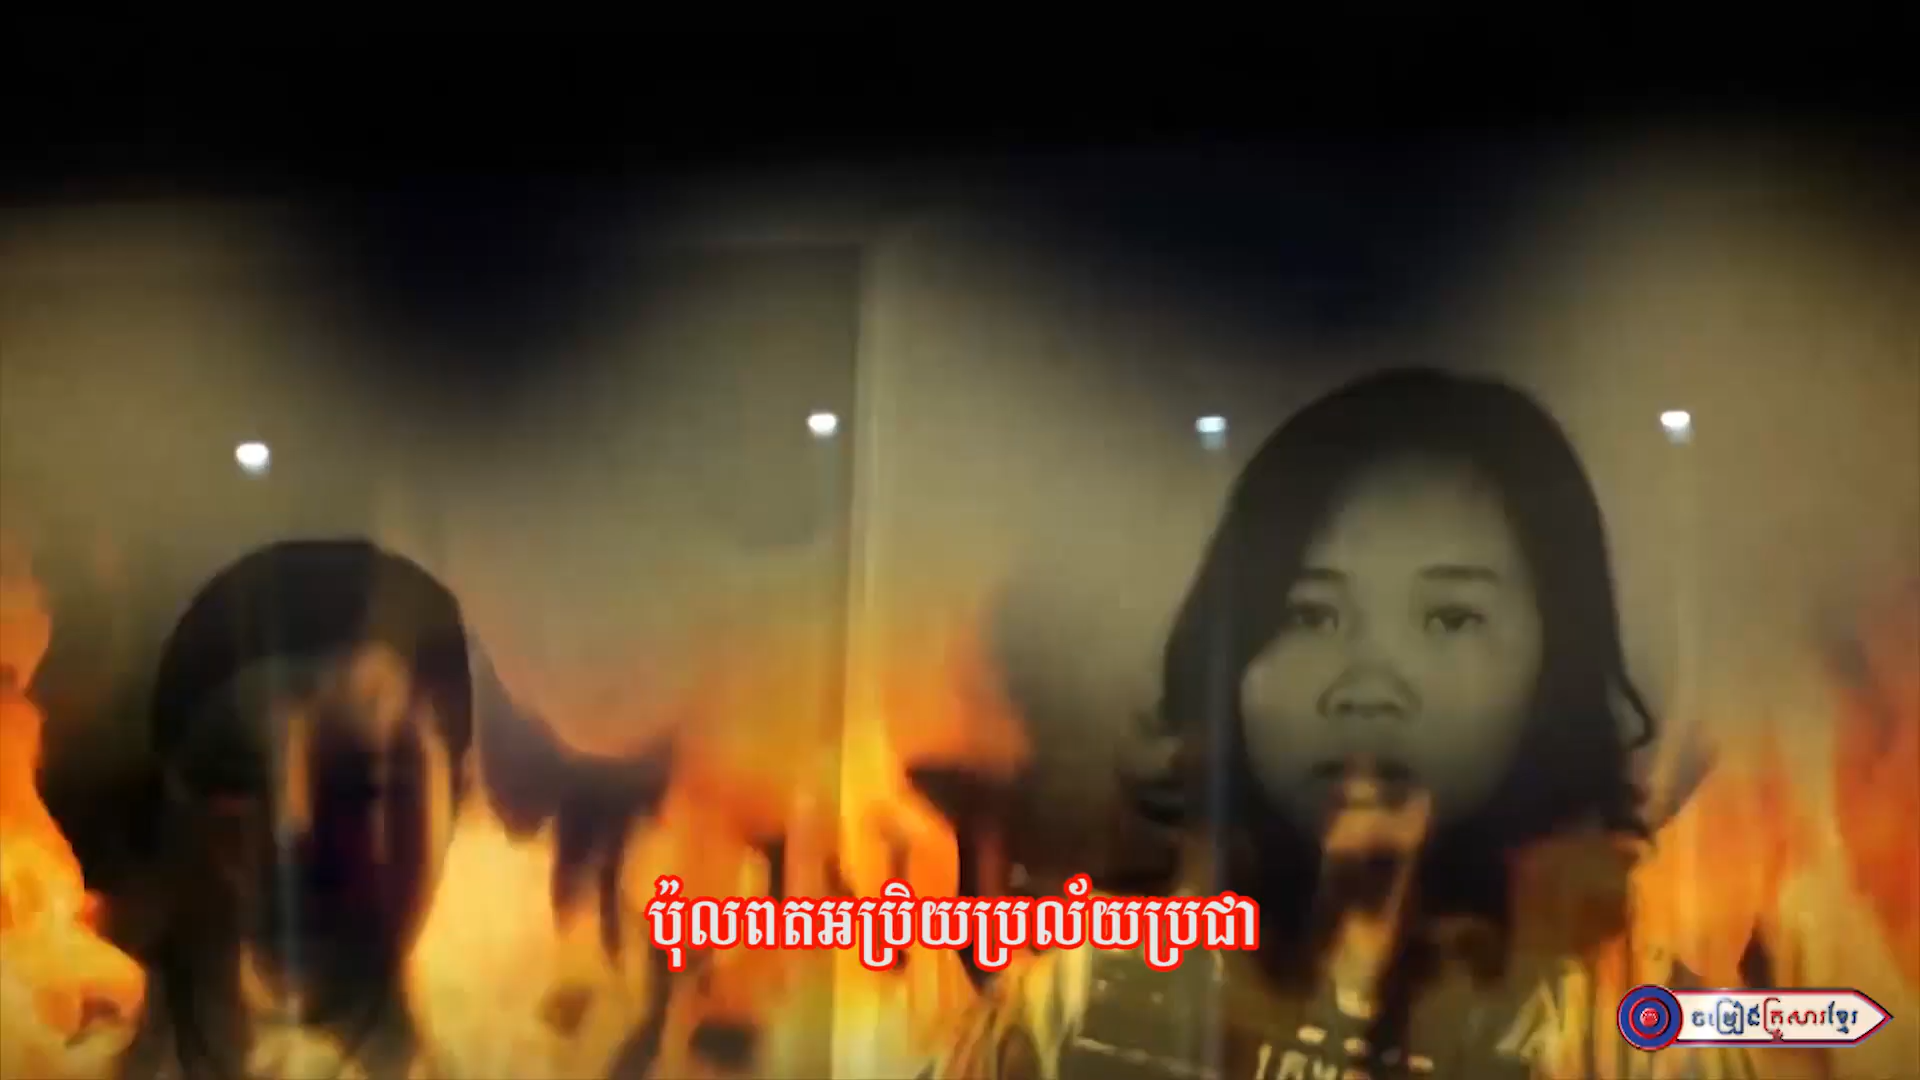 ប៉ុលពតអប្រិយប្រល័យប្រជា
ចម្រៀងគ្រួសារខ្មែរ